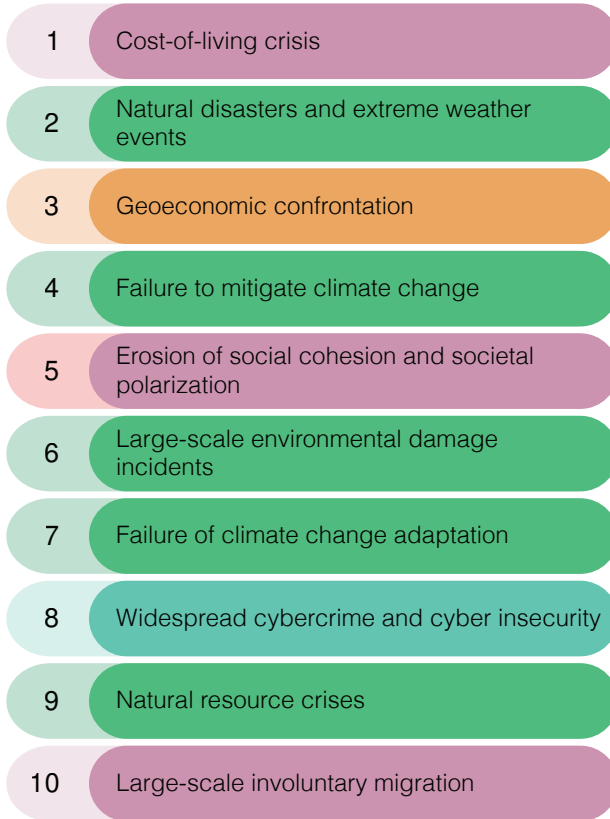 1 Cost-of-living crisis
2 Natural disasters and extreme weather
events
3 Geoeconomic confrontation
4 Failure to mitigate climate change
5 Erosion of social cohesion and societal
polarization
6 Large-scale environmental damage
incidents
7 Failure of climate change adaptation
8 Widespread cybercrime and cyber insecurity
9 Natural resource crises
10 Large-scale involuntary migration